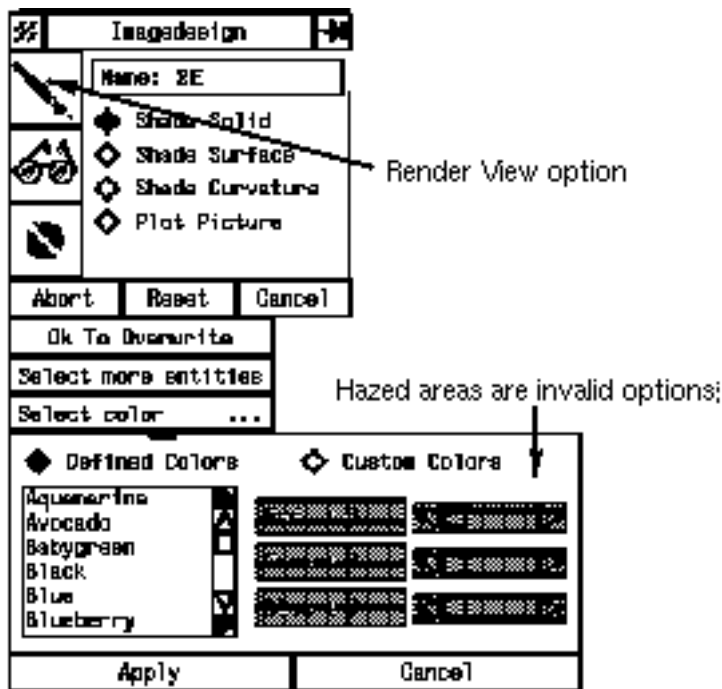 Imagedesign
Name: 2E
Shade Solid
Shade Surface
Shade Curvature
Plot Picture
Render View option
Abort Reset Cancel
Ok To Overwrite
Select more entities
Hazed areas are invalid options;
Select color ...
Defined Colors Custom Colors
Aquamarine
Avocado
Babygreen
Black
Blue
Blueberry
Apply Cancel